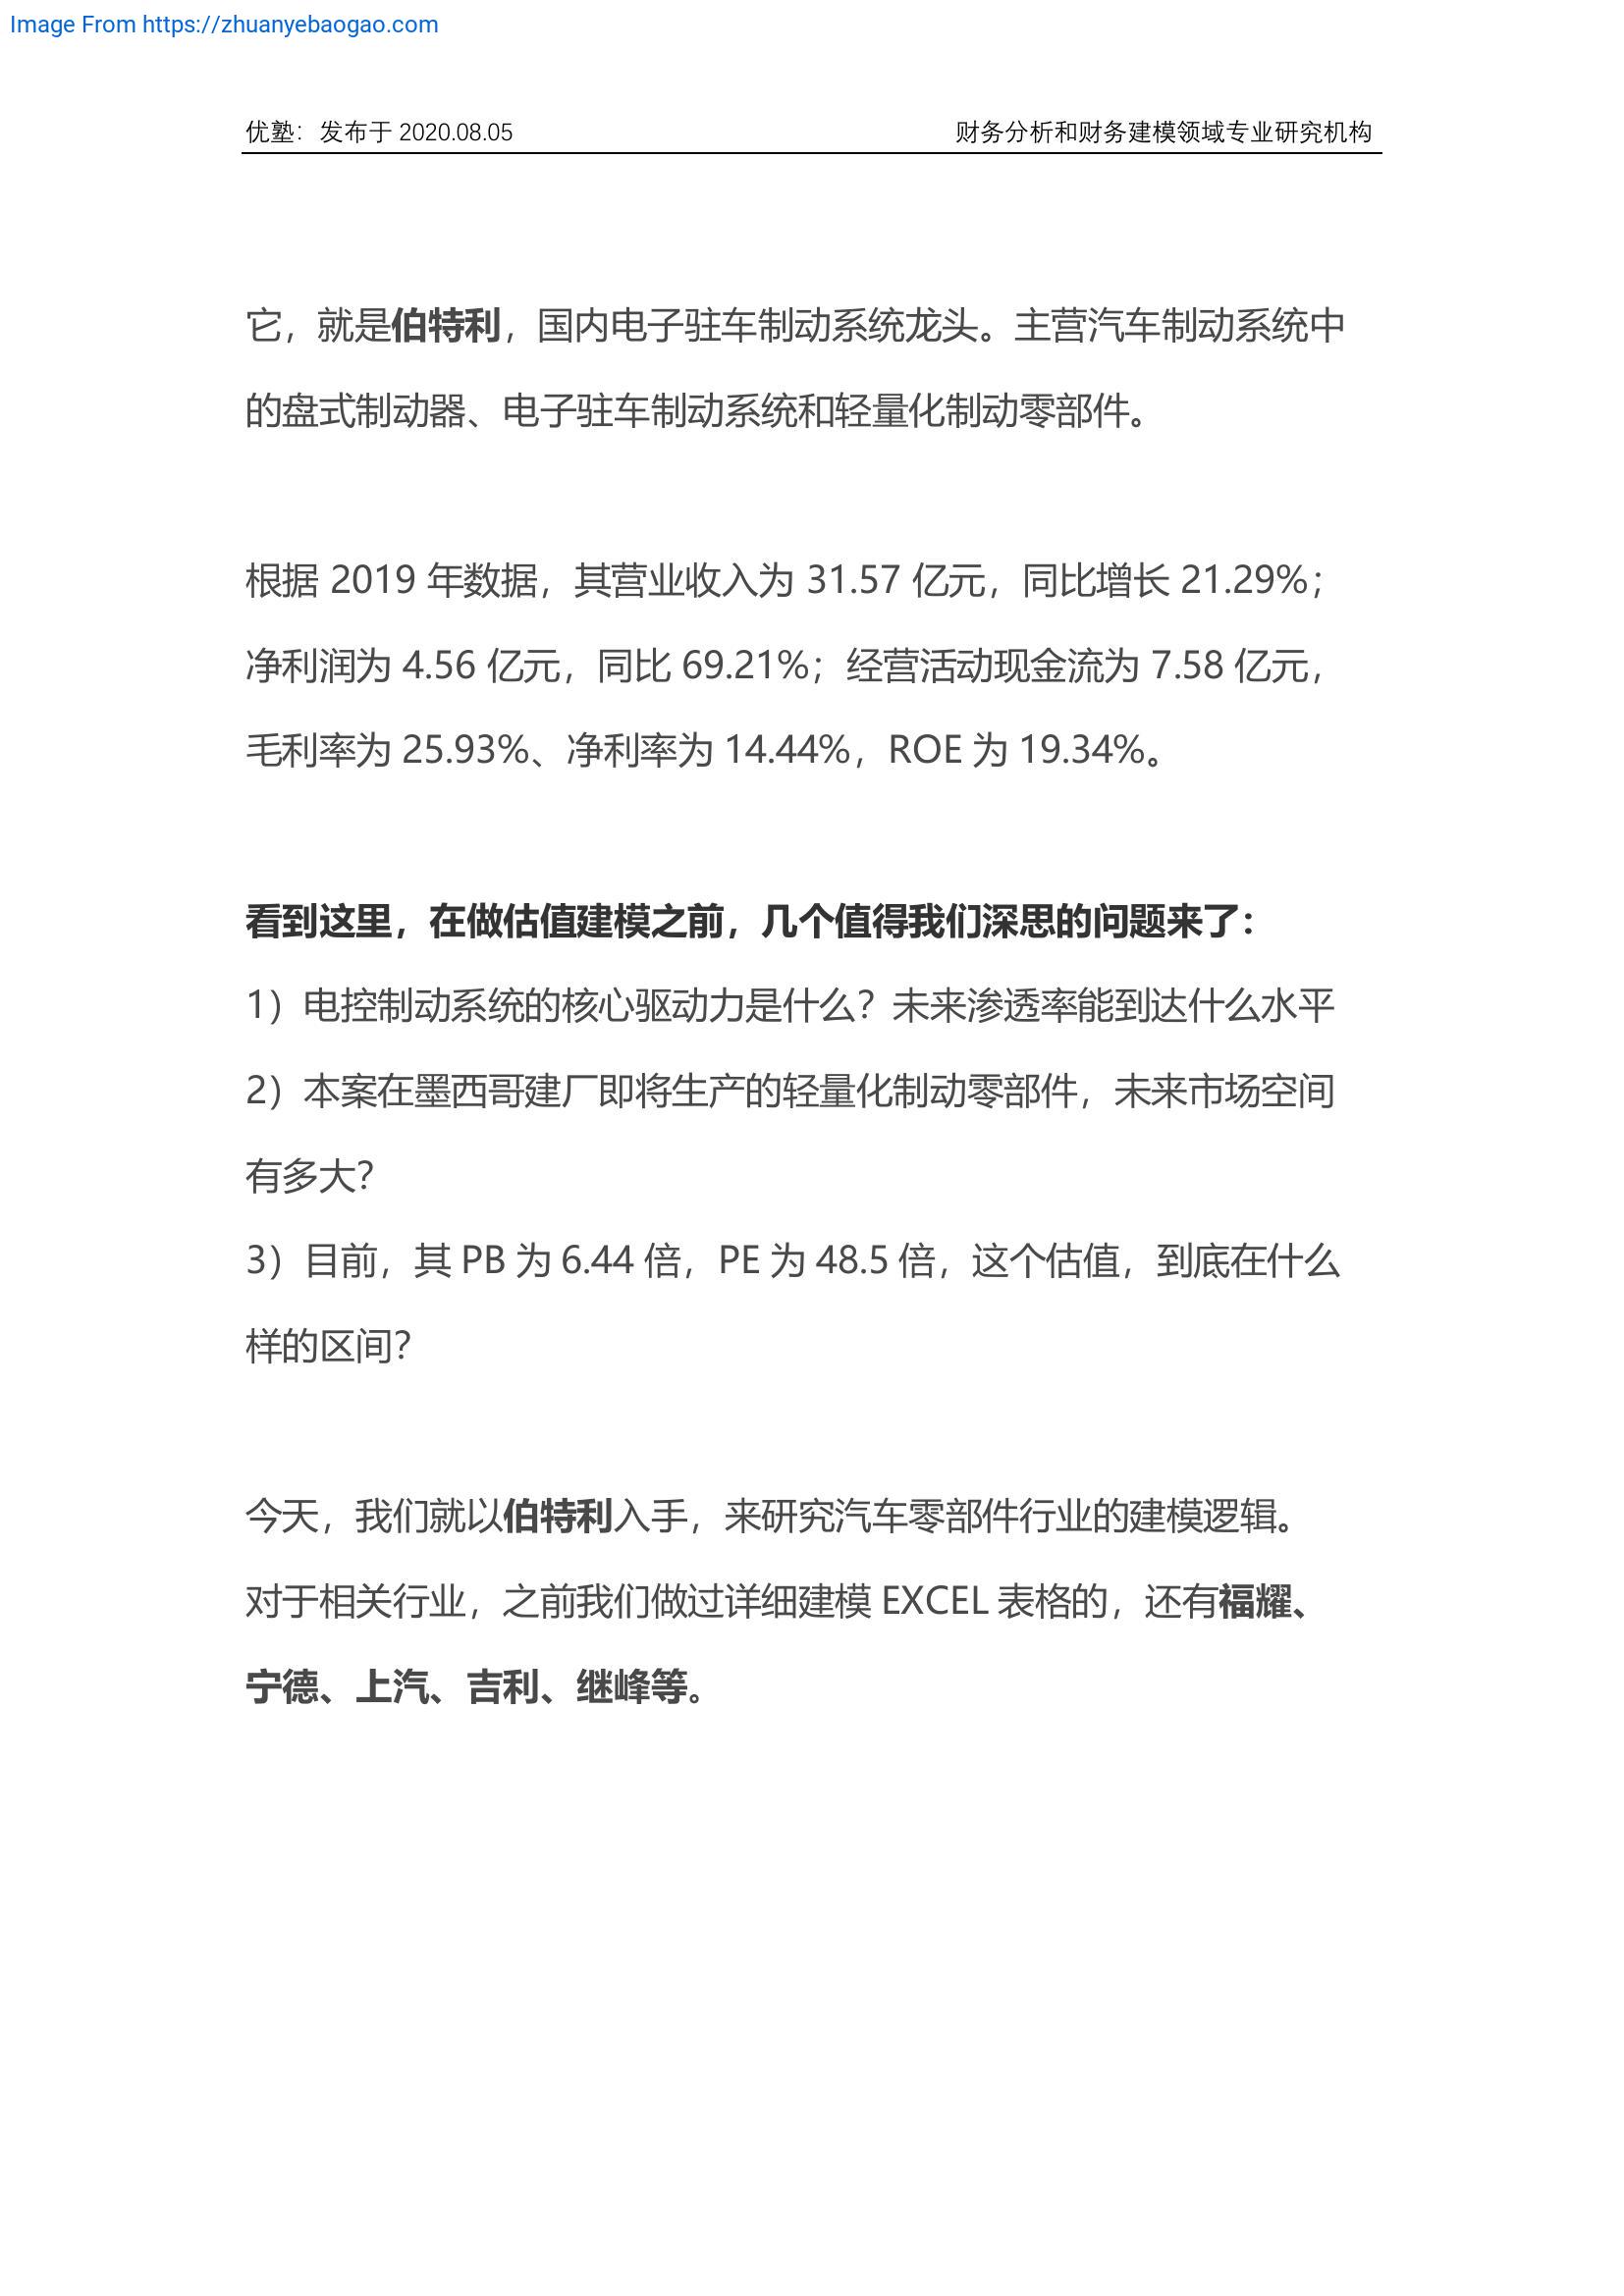 Image From https://zhuanyebaogao.com
优塾：发布于 2020.08.05 财务分析和财务建模领域专业研究机构
它，就是伯特利，国内电子驻车制动系统龙头。主营汽车制动系统中
的盘式制动器、电子驻车制动系统和轻量化制动零部件。
根据 2019 年数据，其营业收入为 31.57 亿元，同比增长 21.29%；
净利润为 4.56 亿元，同比 69.21%；经营活动现金流为 7.58 亿元，
毛利率为 25.93%、净利率为 14.44%，ROE 为 19.34%。
看到这里，在做估值建模之前，几个值得我们深思的问题来了：
1）电控制动系统的核心驱动力是什么？未来渗透率能到达什么水平
2）本案在墨西哥建厂即将生产的轻量化制动零部件，未来市场空间
有多大？
3）目前，其 PB 为 6.44 倍，PE 为 48.5 倍，这个估值，到底在什么
样的区间？
今天，我们就以伯特利入手，来研究汽车零部件行业的建模逻辑。
对于相关行业，之前我们做过详细建模 EXCEL 表格的，还有福耀、
宁德、上汽、吉利、继峰等。